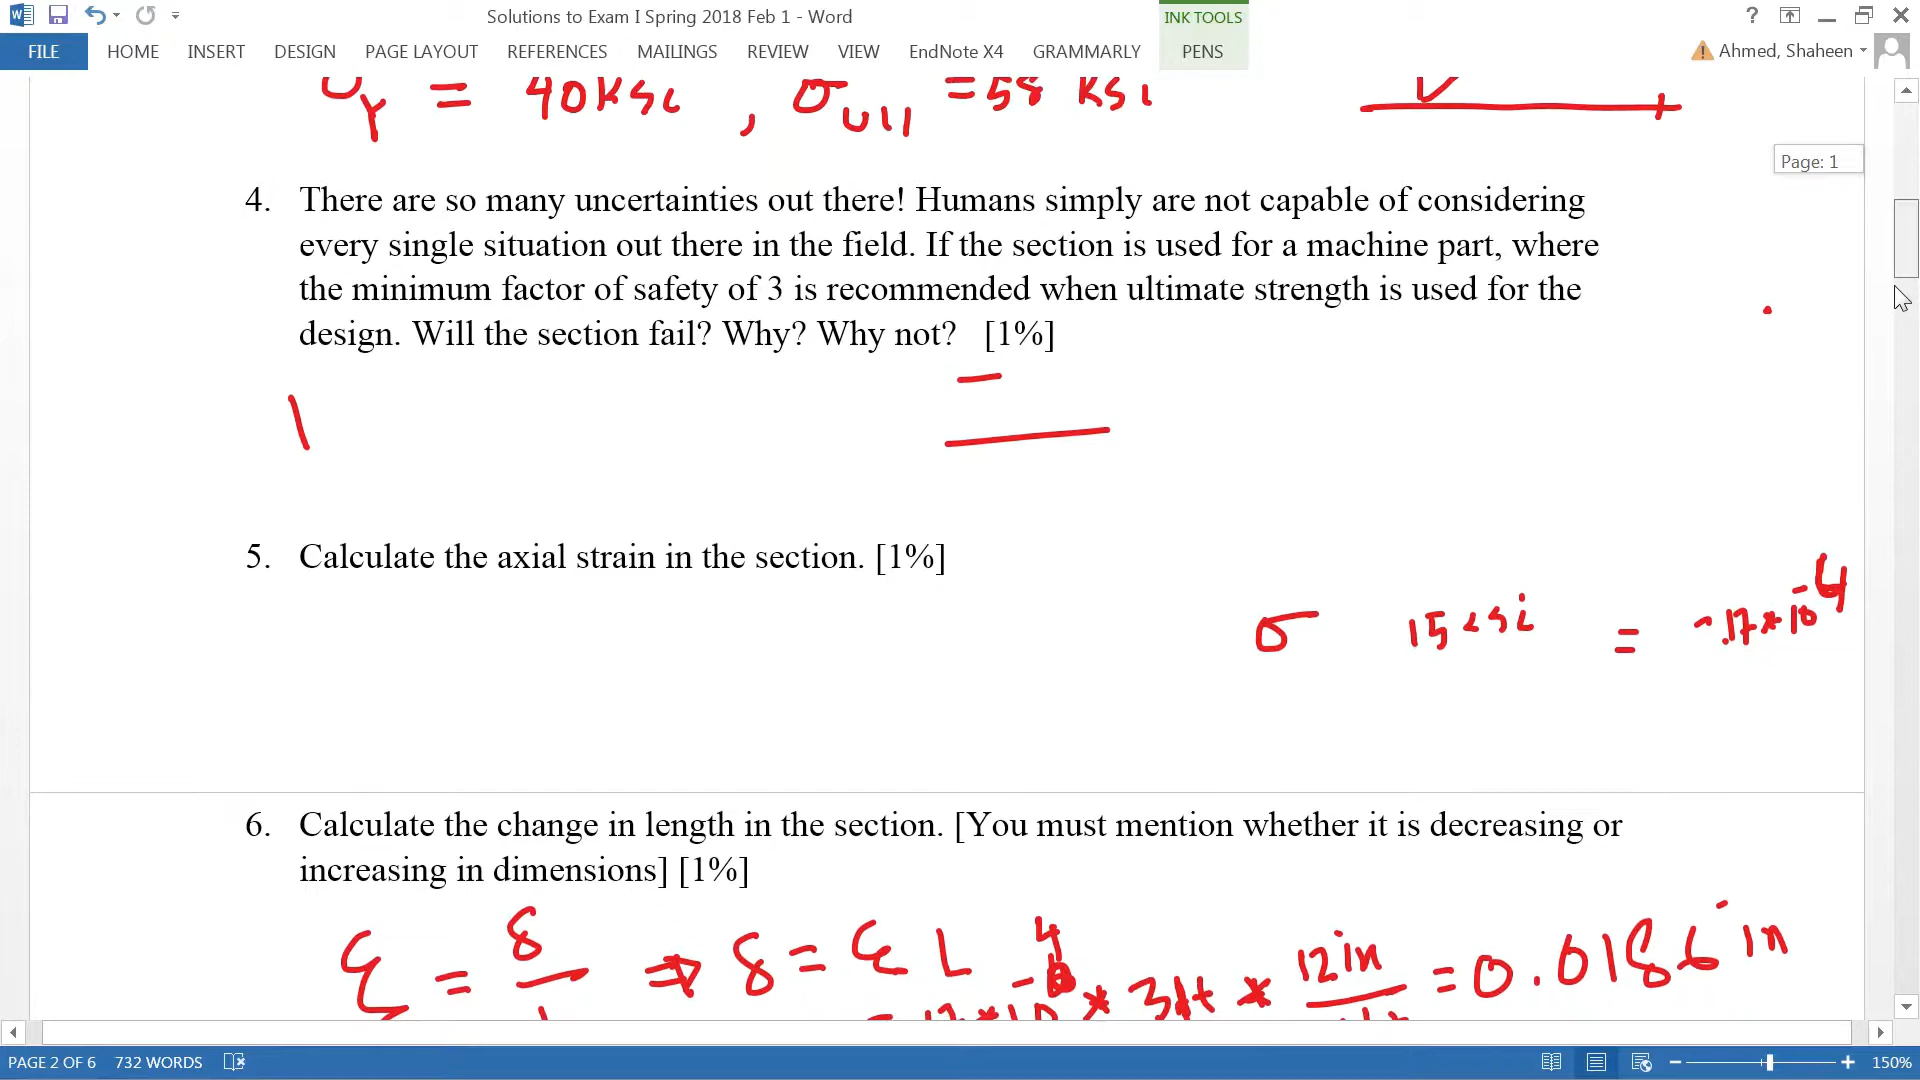 Solutions to Exam I Spring 2018 Feb 1 - Word
INK TOOLS
?
FILE HOME INSERT DESIGN PAGE LAYOUT REFERENCES MAILINGS REVIEW VIEW EndNote X4 GRAMMARLY PENS
Ahmed, Shaheen
= 40 ksi , σ ult = 58 ksi
Page: 1
4. There are so many uncertainties out there! Humans simply are not capable of considering
every single situation out there in the field. If the section is used for a machine part, where
the minimum factor of safety of 3 is recommended when ultimate strength is used for the
design. Will the section fail? Why? Why not? [1%]
5. Calculate the axial strain in the section. [1%]
σ 15 ksi = .17*10-4
6. Calculate the change in length in the section. [You must mention whether it is decreasing or
increasing in dimensions] [1%]
ε = δ ⇒ δ = ε L
* 3ft * 12in = 0.0186 in
PAGE 2 OF 6 732 WORDS
150%